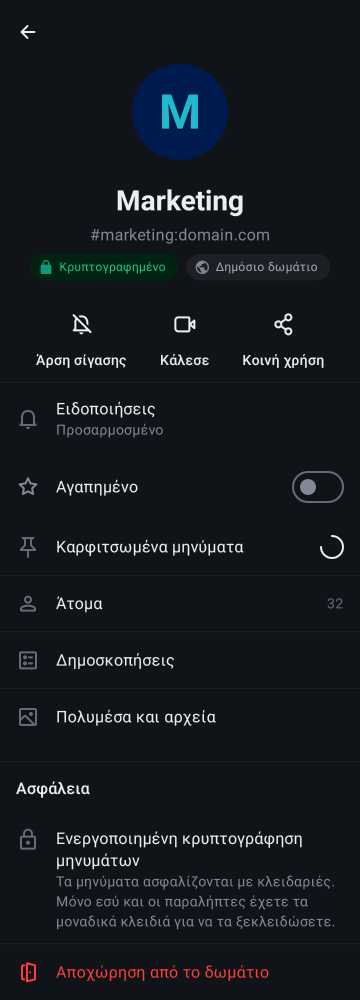 M
Marketing
#marketing:domain.com
Κρυπτογραφημένο
Δημόσιο δωμάτιο
Άρση σίγασης
Κάλεσε
Κοινή χρήση
Ειδοποιήσεις
Προσαρμοσμένο
Αγαπημένο
Καρφιτσωμένα μηνύματα
Άτομα
32
Δημοσκοπήσεις
Πολυμέσα και αρχεία
Ασφάλεια
Ενεργοποιημένη κρυπτογράφηση
μηνυμάτων
Τα μηνύματα ασφαλίζονται με κλειδαριές.
Μόνο εσύ και οι παραλήπτες έχετε τα
μοναδικά κλειδιά για να τα ξεκλειδώσετε.
Αποχώρηση από το δωμάτιο